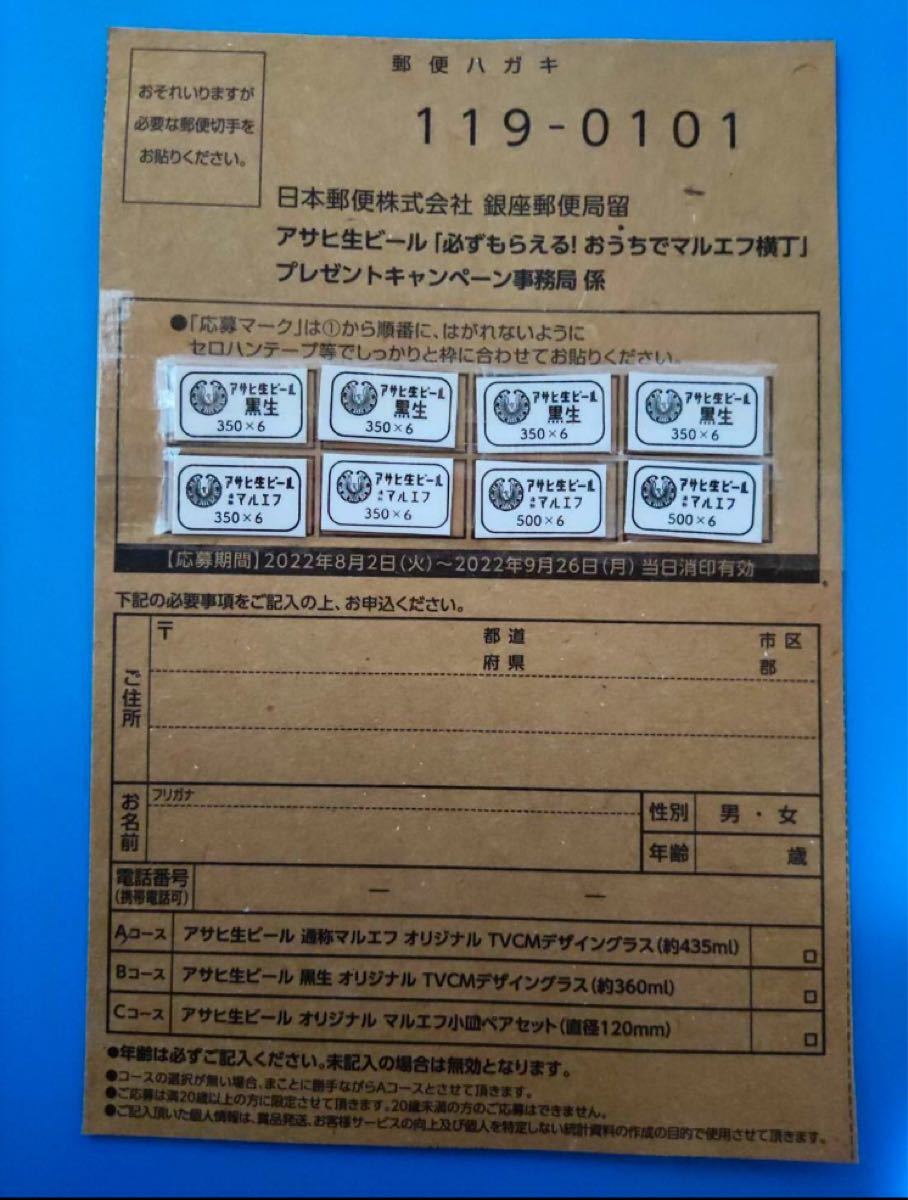 郵便ハガキ
おそれいりますが
必要な郵便切手を
お貼りください。
119-0101
日本郵便株式会社 銀座郵便局留
アサヒ生ビール「必ずもらえる! おうちでマルエフ横丁」
プレゼントキャンペーン事務局 係
●「応募マーク」は①から順番に、はがれないように
セロハンテープ等でしっかりと枠に合わせてお貼りください。
アサヒ生ビール 黒生 350×6
アサヒ生ビール 黒生 350×6
アサヒ生ビール 黒生 350×6
アサヒ生ビール 黒生 350×6
アサヒ生ビール 通称 マルエフ 350×6
アサヒ生ビール 通称 マルエフ 350×6
アサヒ生ビール 通称 マルエフ 500×6
アサヒ生ビール 通称 マルエフ 500×6
【応募期間】2022年8月2日(火)～2022年9月26日(月) 当日消印有効
下記の必要事項をご記入の上、お申込ください。
ご住所
〒 都道府県 市区郡
お名前
フリガナ
性別 男・女
年齢 歳
電話番号
(携帯電話可) ― ―
Aコース アサヒ生ビール 通称マルエフ オリジナル TVCMデザイングラス(約435ml) □
Bコース アサヒ生ビール 黒生 オリジナル TVCMデザイングラス(約360ml) □
Cコース アサヒ生ビール オリジナル マルエフ小皿ペアセット(直径120mm) □
●年齢は必ずご記入ください。未記入の場合は無効となります。
●コースの選択が無い場合、まことに勝手ながらAコースとさせて頂きます。
●ご応募は満20歳以上の方に限定させて頂きます。20歳未満の方のご応募はできません。
●ご記入頂いた個人情報は、賞品発送、お客様サービスの向上及び個人を特定しない統計資料の作成の目的で使用させて頂きます。